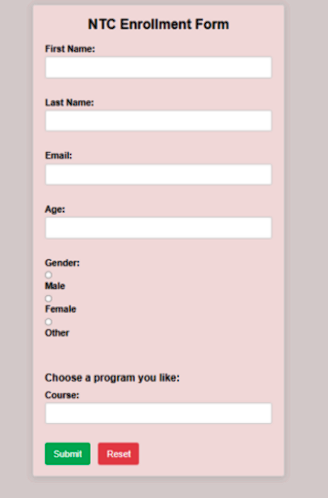 NTC Enrollment Form
First Name:
Last Name:
Email:
Age:
Gender:
Male
Female
Other
Choose a program you like:
Course:
Submit Reset